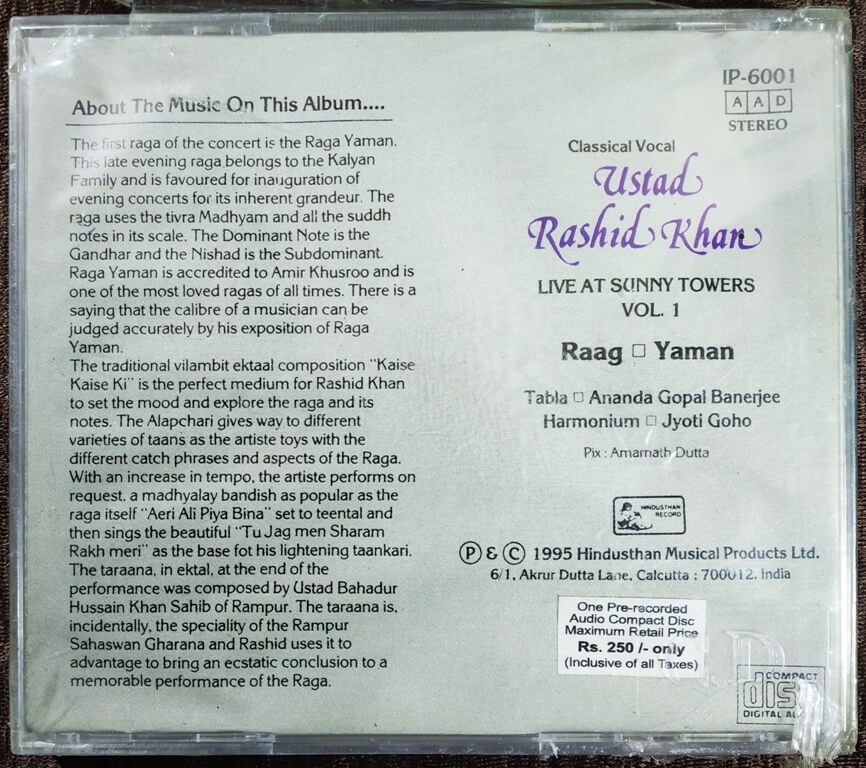 About The Music On This Album....
The first raga of the concert is the Raga Yaman.
This late evening raga belongs to the Kalyan
Family and is favoured for inauguration of
evening concerts for its inherent grandeur. The
raga uses the tivra Madhyam and all the suddh
notes in its scale. The Dominant Note is the
Gandhar and the Nishad is the Subdominant.
Raga Yaman is accredited to Amir Khusroo and is
one of the most loved ragas of all times. There is a
saying that the calibre of a musician can be
judged accurately by his exposition of Raga
Yaman.
The traditional vilambit ektaal composition "Kaise
Kaise Ki" is the perfect medium for Rashid Khan
to set the mood and explore the raga and its
notes. The Alapchari gives way to different
varieties of taans as the artiste toys with the
different catch phrases and aspects of the Raga.
With an increase in tempo, the artiste performs on
request, a madhyalay bandish as popular as the
raga itself "Aeri Ali Piya Bina" set to teental and
then sings the beautiful "Tu Jag men Sharam
Rakh meri" as the base fot his lightening taankari.
The taraana, in ektal, at the end of the
performance was composed by Ustad Bahadur
Hussain Khan Sahib of Rampur. The taraana is,
incidentally, the speciality of the Rampur
Sahaswan Gharana and Rashid uses it to
advantage to bring an ecstatic conclusion to a
memorable performance of the Raga.
IP-6001
A A D
STEREO
Classical Vocal
Ustad
Rashid Khan
LIVE AT SUNNY TOWERS
VOL. 1
Raag □ Yaman
Tabla □ Ananda Gopal Banerjee
Harmonium □ Jyoti Goho
Pix : Amarnath Dutta
HINDUSTHAN
RECORD
Ⓟ & Ⓒ 1995 Hindusthan Musical Products Ltd.
6/1, Akrur Dutta Lane, Calcutta : 700012. India
One Pre-recorded
Audio Compact Disc
Maximum Retail Price
Rs. 250 /- only
(Inclusive of all Taxes)
COMPACT
disc
DIGITAL